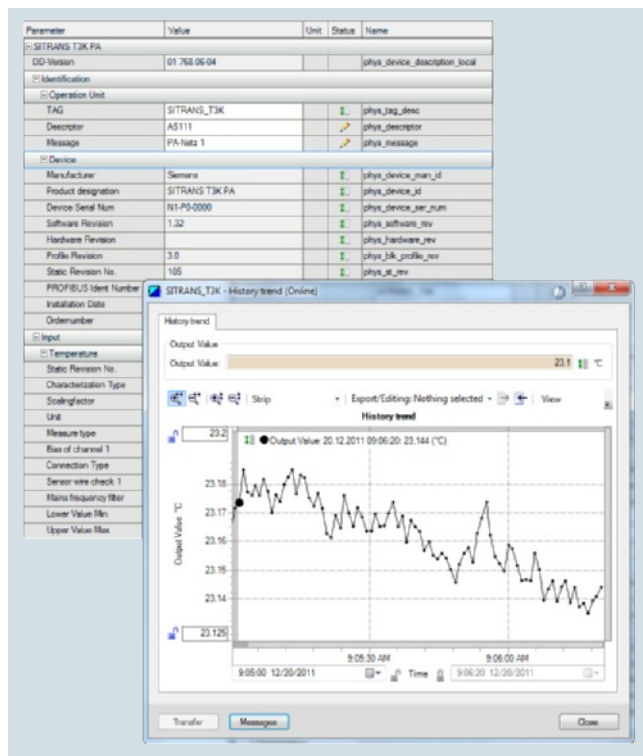 Parameter Value Unit Status Name
SITRANS T3K PA
DD-Version 01.768.06-04 phys_device_description_local
Identification
Operation Unit
TAG SITRANS_T3K phys_tag_desc
Descriptor AS111 phys_descriptor
Message PA-Netz 1 phys_message
Device
Manufacturer Siemens phys_device_man_id
Product designation SITRANS T3K PA phys_device_id
Device Serial Num N1-P0-0000 phys_device_ser_num
Software Revision 1.32 phys_software_rev
Hardware Revision phys_hardware_rev
Profile Revision 3.0 phys_blk_profile_rev
Static Revision No. 105 phys_st_rev
PROFIBUS Ident Number
Installation Date
Ordernumber
Input
Temperature
Static Revision No.
Characterization Type
Scalingfactor
Unit
Measure type
Bias of channel 1
Connection Type
Sensor wire check 1
Mains frequency filter
Lower Value Min
Upper Value Max
SITRANS_T3K - History trend (Online)
History trend
Output Value
Output Value: 23.1 °C
Strip Export/Editing: Nothing selected View
History trend
Output Value: 20.12.2011 09:06:20: 23,144 (°C)
Output Value °C
23.2
23.18
23.17
23.16
23.15
23.14
23.125
9:05:30 AM 9:06:00 AM
9:05:00 12/20/2011 Time 9:06:20 12/20/2011
Transfer Messages Close